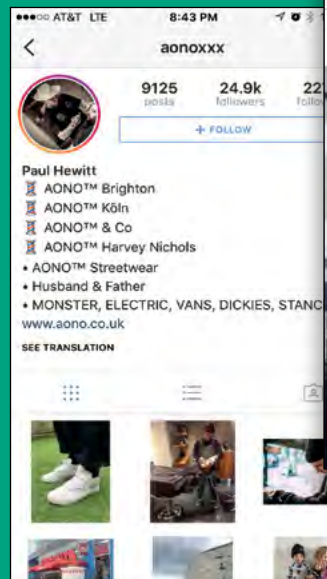 AT&T LTE 8:43 PM
aonoxxx
9125 24.9k 22
posts followers follow
+ FOLLOW
Paul Hewitt
AONO™ Brighton
AONO™ Köln
AONO™ & Co
AONO™ Harvey Nichols
• AONO™ Streetwear
• Husband & Father
• MONSTER, ELECTRIC, VANS, DICKIES, STANC
www.aono.co.uk
SEE TRANSLATION